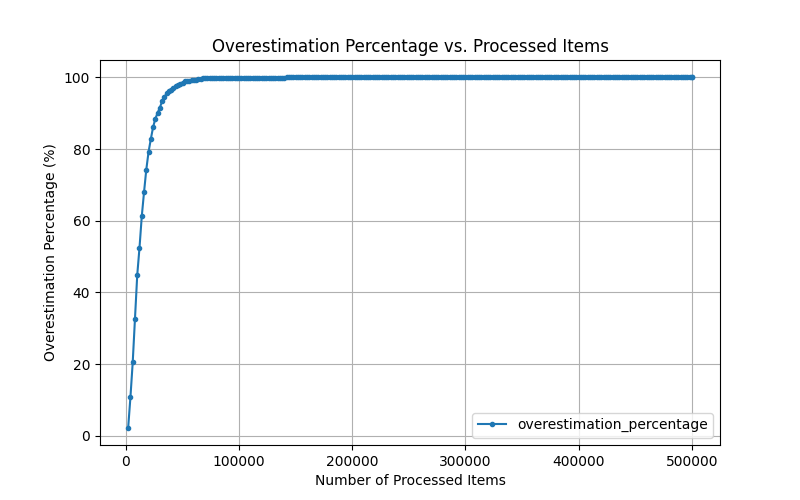 Overestimation Percentage vs. Processed Items
Overestimation Percentage (%)
100
80
60
40
20
0
overestimation_percentage
0 100000 200000 300000 400000 500000
Number of Processed Items